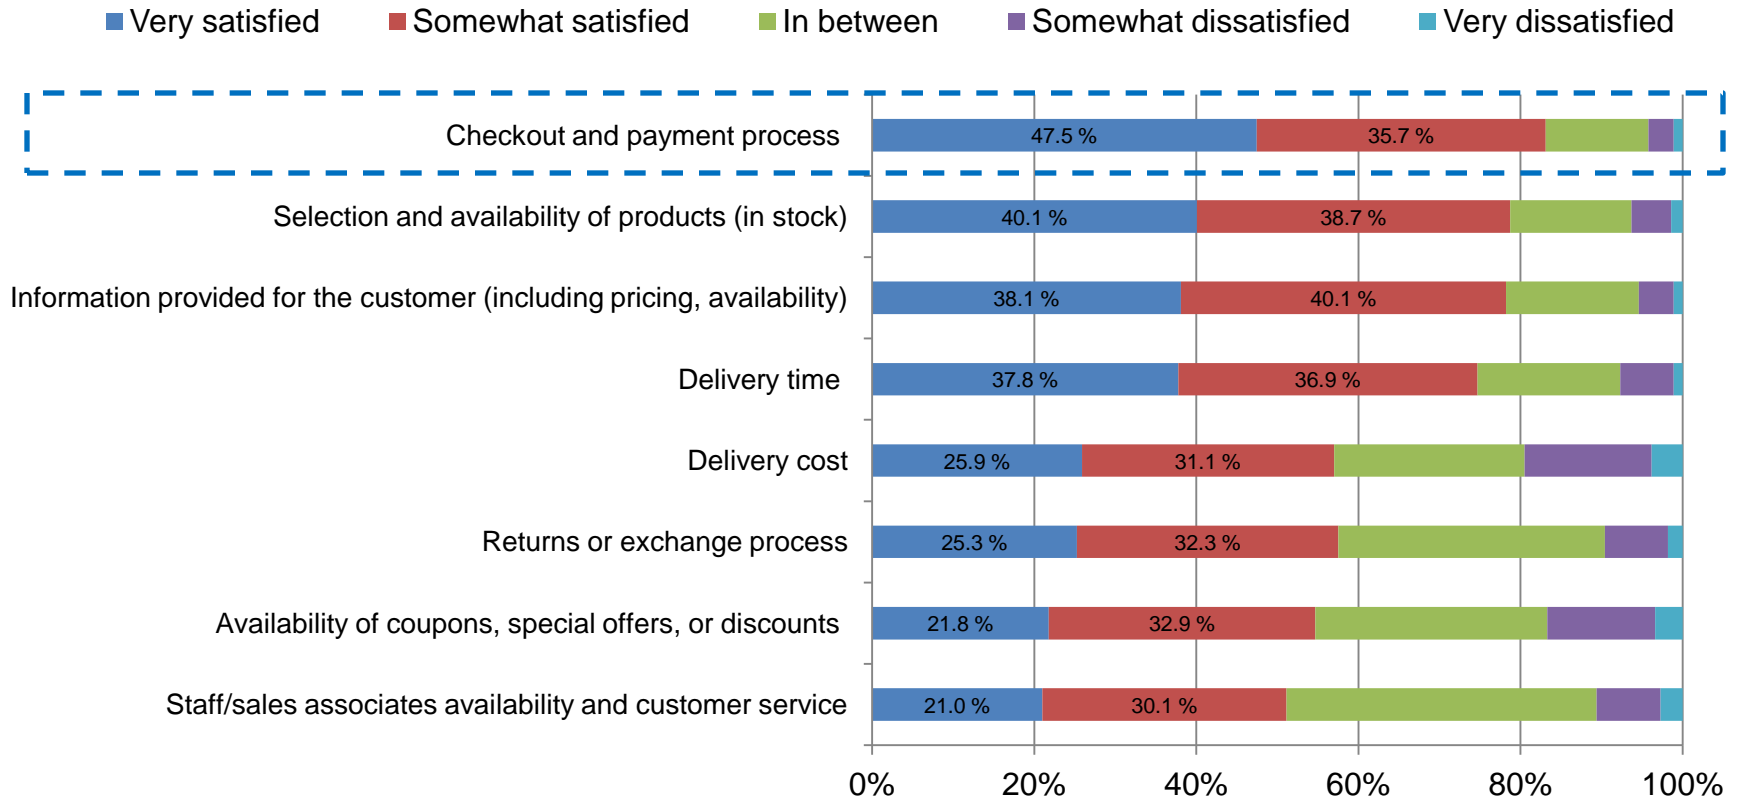 Very satisfied Somewhat satisfied In between Somewhat dissatisfied Very dissatisfied
Checkout and payment process 47.5 % 35.7 %
Selection and availability of products (in stock) 40.1 % 38.7 %
Information provided for the customer (including pricing, availability) 38.1 % 40.1 %
Delivery time 37.8 % 36.9 %
Delivery cost 25.9 % 31.1 %
Returns or exchange process 25.3 % 32.3 %
Availability of coupons, special offers, or discounts 21.8 % 32.9 %
Staff/sales associates availability and customer service 21.0 % 30.1 %
0% 20% 40% 60% 80% 100%